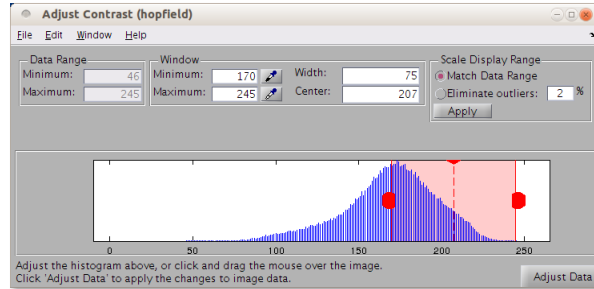 Adjust Contrast (hopfield)
File Edit Window Help
Data Range
Minimum: 46
Maximum: 245
Window
Minimum: 170
Maximum: 245
Width: 75
Center: 207
Scale Display Range
Match Data Range
Eliminate outliers: 2 %
Apply
0 50 100 150 200 250
Adjust the histogram above, or click and drag the mouse over the image.
Click 'Adjust Data' to apply the changes to image data.
Adjust Data